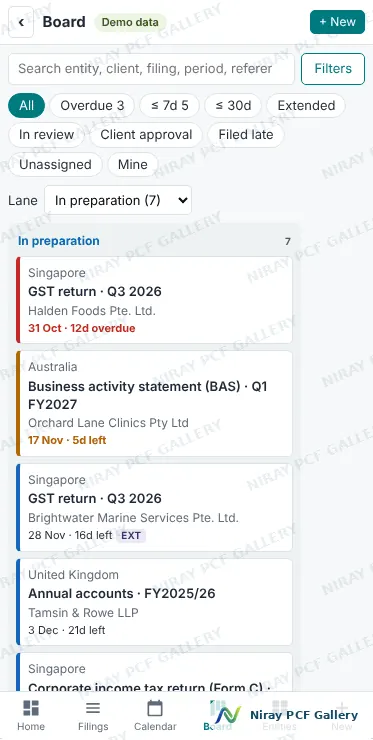 ‹ Board Demo data + New
Search entity, client, filing, period, referer Filters
All Overdue 3 ≤ 7d 5 ≤ 30d Extended
In review Client approval Filed late
Unassigned Mine
Lane In preparation (7)
In preparation 7
Singapore
GST return · Q3 2026
Halden Foods Pte. Ltd.
31 Oct · 12d overdue
Australia
Business activity statement (BAS) · Q1
FY2027
Orchard Lane Clinics Pty Ltd
17 Nov · 5d left
Singapore
GST return · Q3 2026
Brightwater Marine Services Pte. Ltd.
28 Nov · 16d left EXT
United Kingdom
Annual accounts · FY2025/26
Tamsin & Rowe LLP
3 Dec · 21d left
Singapore
Corporate income tax return (Form C) ·
Home Filings Calendar Board Entities New
Niray PCF Gallery
NIRAY PCF GALLERY